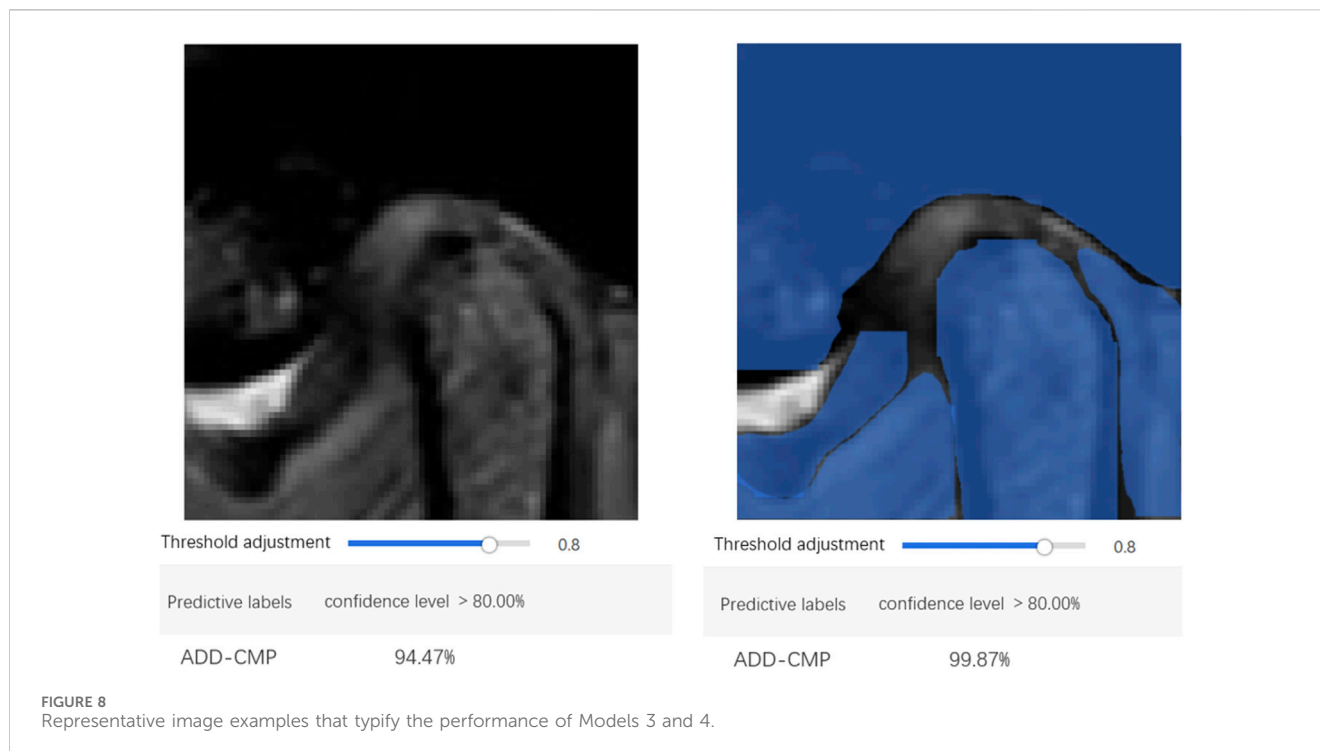 Threshold adjustment 0.8 Threshold adjustment 0.8
Predictive labels confidence level > 80.00% Predictive labels confidence level > 80.00%
ADD-CMP 94.47% ADD-CMP 99.87%
FIGURE 8
Representative image examples that typify the performance of Models 3 and 4.